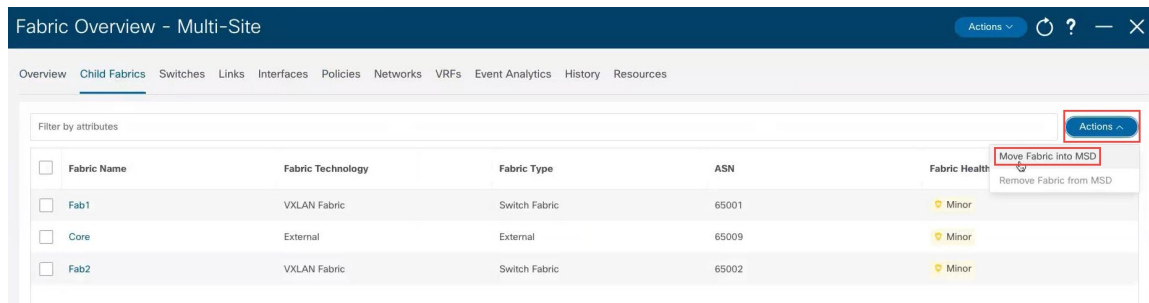 Fabric Overview - Multi-Site
Actions
?
Overview Child Fabrics Switches Links Interfaces Policies Networks VRFs Event Analytics History Resources
Filter by attributes
Actions
Move Fabric into MSD
Remove Fabric from MSD
Fabric Name Fabric Technology Fabric Type ASN Fabric Health
Fab1 VXLAN Fabric Switch Fabric 65001 Minor
Core External External 65009 Minor
Fab2 VXLAN Fabric Switch Fabric 65002 Minor